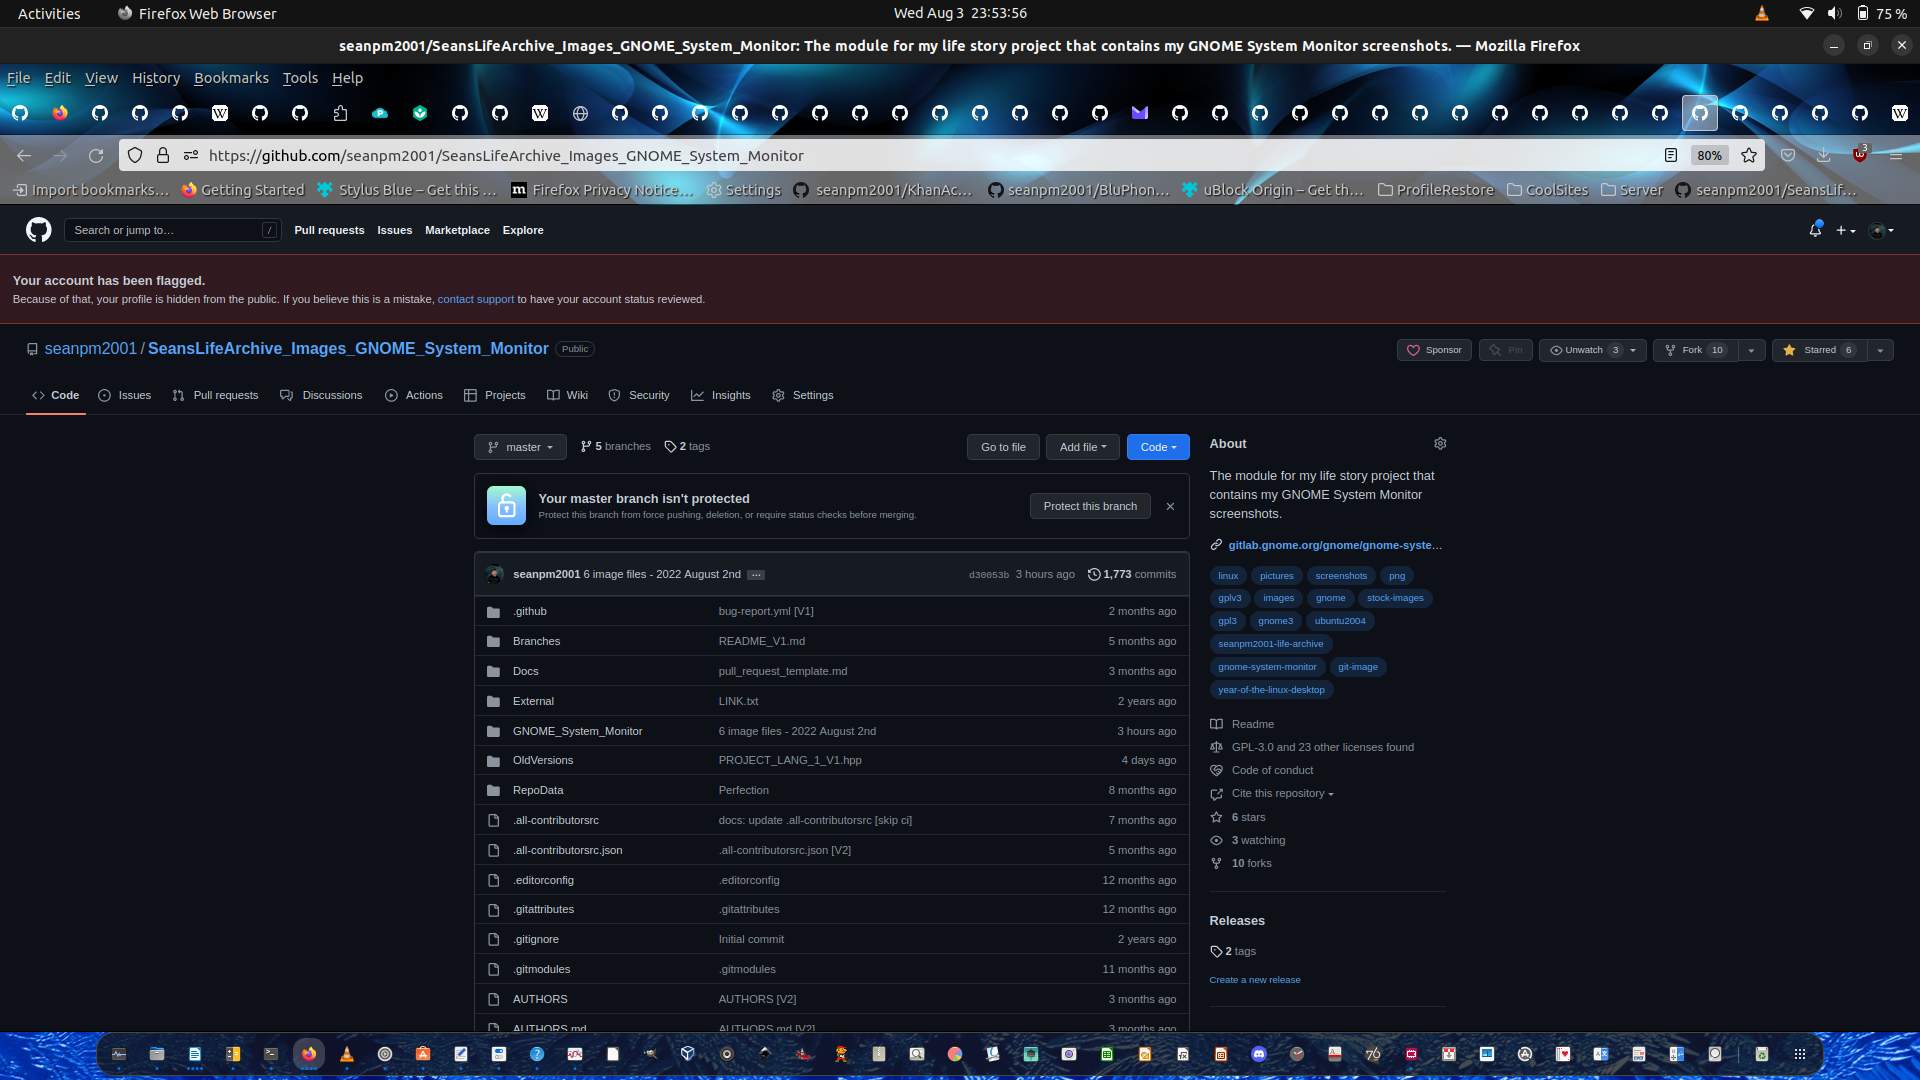 Activities
Firefox Web Browser
Wed Aug 3 23:53:56
75 %
seanpm2001/SeansLifeArchive_Images_GNOME_System_Monitor: The module for my life story project that contains my GNOME System Monitor screenshots. — Mozilla Firefox
File Edit View History Bookmarks Tools Help
https://github.com/seanpm2001/SeansLifeArchive_Images_GNOME_System_Monitor
80%
3
Import bookmarks…
Getting Started
Stylus Blue – Get this …
Firefox Privacy Notice…
Settings
seanpm2001/KhanAc…
seanpm2001/BluPhon…
uBlock Origin – Get th…
ProfileRestore
CoolSites
Server
seanpm2001/SeansLif…
Search or jump to…
/
Pull requests
Issues
Marketplace
Explore
Your account has been flagged.
Because of that, your profile is hidden from the public. If you believe this is a mistake, contact support to have your account status reviewed.
seanpm2001 / SeansLifeArchive_Images_GNOME_System_Monitor
Public
Sponsor
Pin
Unwatch 3
Fork 10
Starred 6
Code
Issues
Pull requests
Discussions
Actions
Projects
Wiki
Security
Insights
Settings
master
5 branches
2 tags
Go to file
Add file
Code
Your master branch isn't protected
Protect this branch from force pushing, deletion, or require status checks before merging.
Protect this branch
seanpm2001 6 image files - 2022 August 2nd …
d30053b 3 hours ago
1,773 commits
.github bug-report.yml [V1] 2 months ago
Branches README_V1.md 5 months ago
Docs pull_request_template.md 3 months ago
External LINK.txt 2 years ago
GNOME_System_Monitor 6 image files - 2022 August 2nd 3 hours ago
OldVersions PROJECT_LANG_1_V1.hpp 4 days ago
RepoData Perfection 8 months ago
.all-contributorsrc docs: update .all-contributorsrc [skip ci] 7 months ago
.all-contributorsrc.json .all-contributorsrc.json [V2] 5 months ago
.editorconfig .editorconfig 12 months ago
.gitattributes .gitattributes 12 months ago
.gitignore Initial commit 2 years ago
.gitmodules .gitmodules 11 months ago
AUTHORS AUTHORS [V2] 3 months ago
AUTHORS.md AUTHORS.md [V2] 3 months ago
About
The module for my life story project that
contains my GNOME System Monitor
screenshots.
gitlab.gnome.org/gnome/gnome-syste…
linux pictures screenshots png
gplv3 images gnome stock-images
gpl3 gnome3 ubuntu2004
seanpm2001-life-archive
gnome-system-monitor git-image
year-of-the-linux-desktop
Readme
GPL-3.0 and 23 other licenses found
Code of conduct
Cite this repository
6 stars
3 watching
10 forks
Releases
2 tags
Create a new release